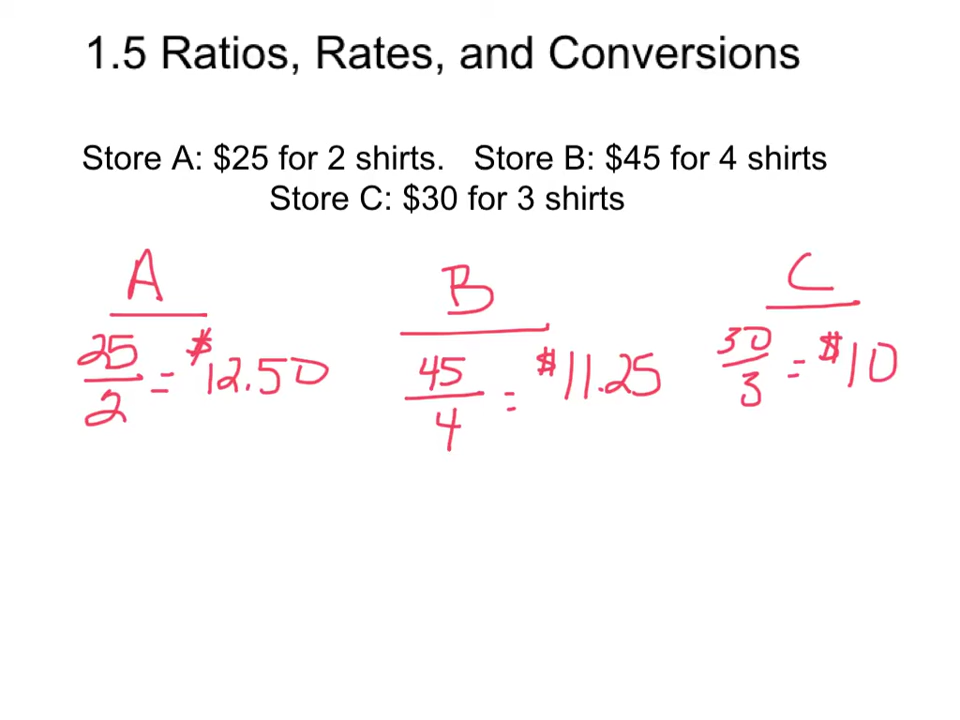 1.5 Ratios, Rates, and Conversions
Store A: $25 for 2 shirts. Store B: $45 for 4 shirts
Store C: $30 for 3 shirts
A
25/2 = $12.50
B
45/4 = $11.25
C
30/3 = $10